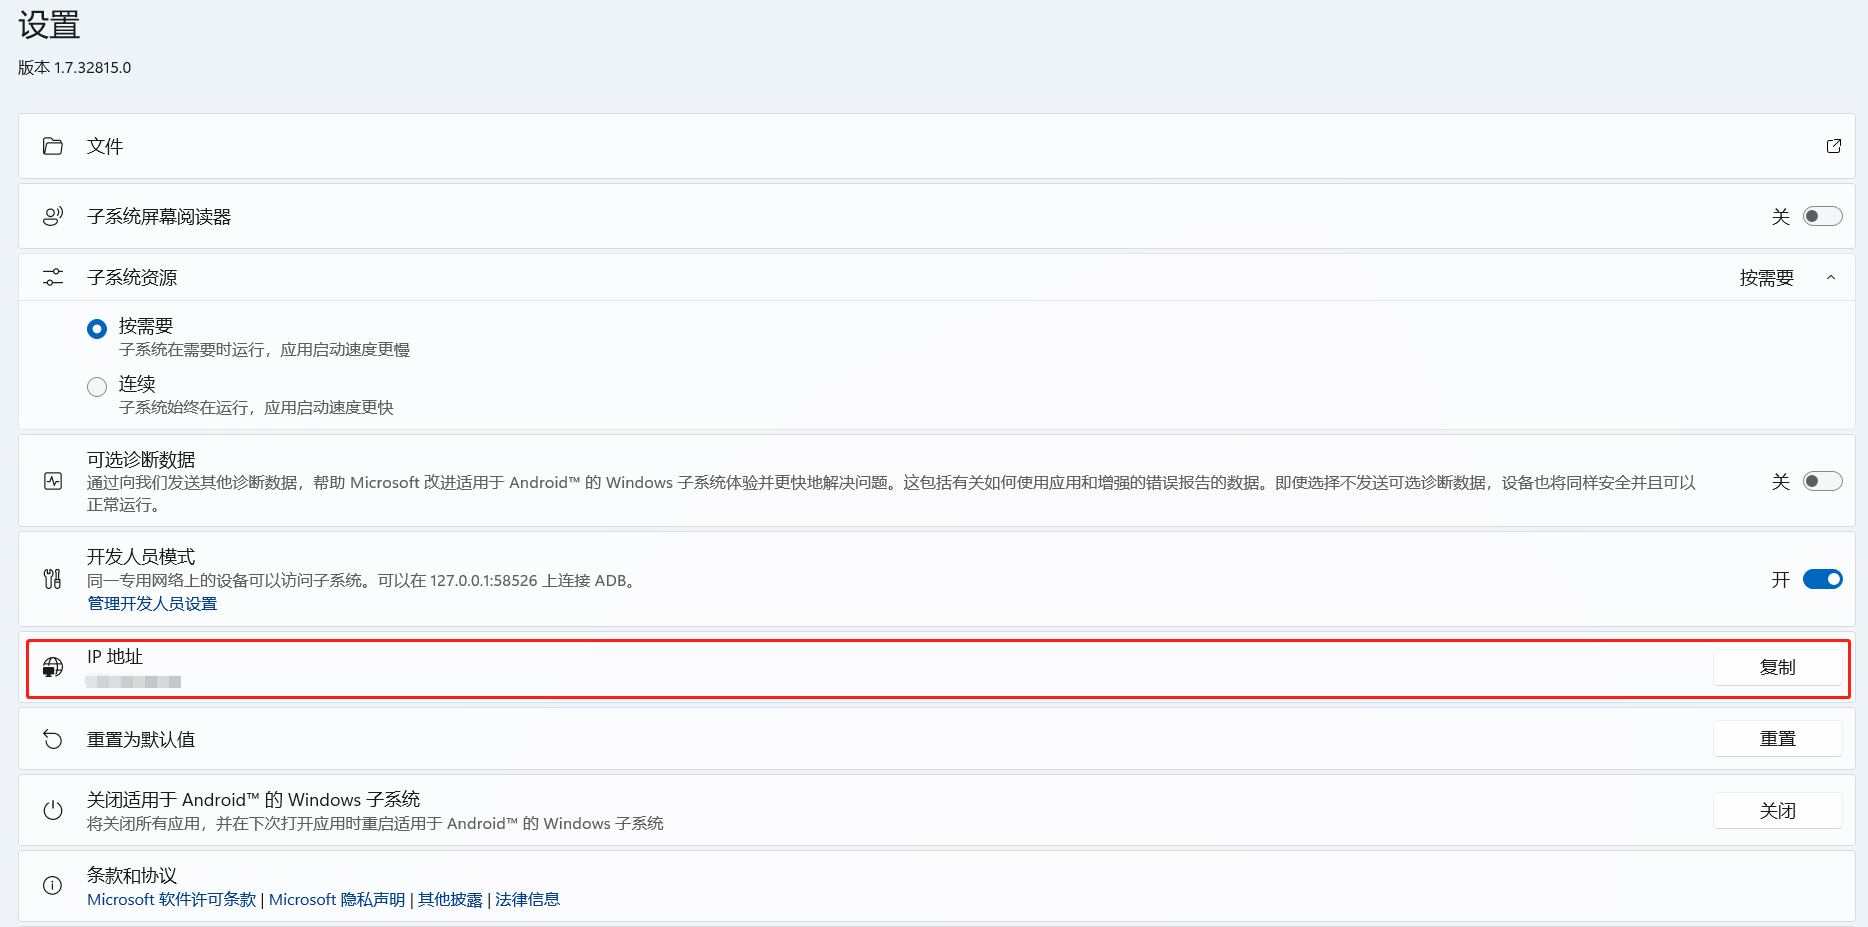 设置
版本 1.7.32815.0
文件
子系统屏幕阅读器
关
子系统资源
按需要
按需要
子系统在需要时运行，应用启动速度更慢
连续
子系统始终在运行，应用启动速度更快
可选诊断数据
通过向我们发送其他诊断数据，帮助 Microsoft 改进适用于 Android™ 的 Windows 子系统体验并更快地解决问题。这包括有关如何使用应用和增强的错误报告的数据。即使选择不发送可选诊断数据，设备也将同样安全并且可以
正常运行。
关
开发人员模式
同一专用网络上的设备可以访问子系统。可以在 127.0.0.1:58526 上连接 ADB。
管理开发人员设置
开
IP 地址
复制
重置为默认值
重置
关闭适用于 Android™ 的 Windows 子系统
将关闭所有应用，并在下次打开应用时重启适用于 Android™ 的 Windows 子系统
关闭
条款和协议
Microsoft 软件许可条款 | Microsoft 隐私声明 | 其他披露 | 法律信息